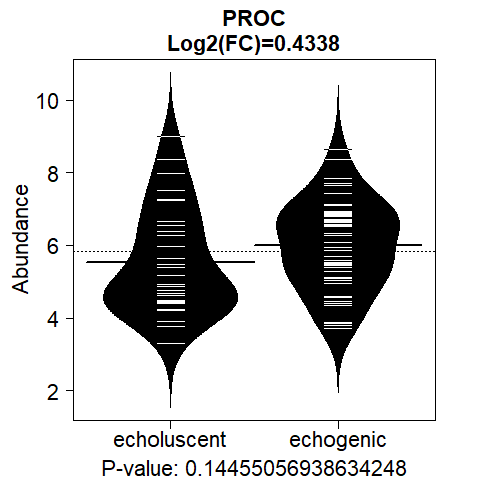 PROC
Log2(FC)=0.4338
Abundance
10
8
6
4
2
echoluscent echogenic
P-value: 0.14455056938634248